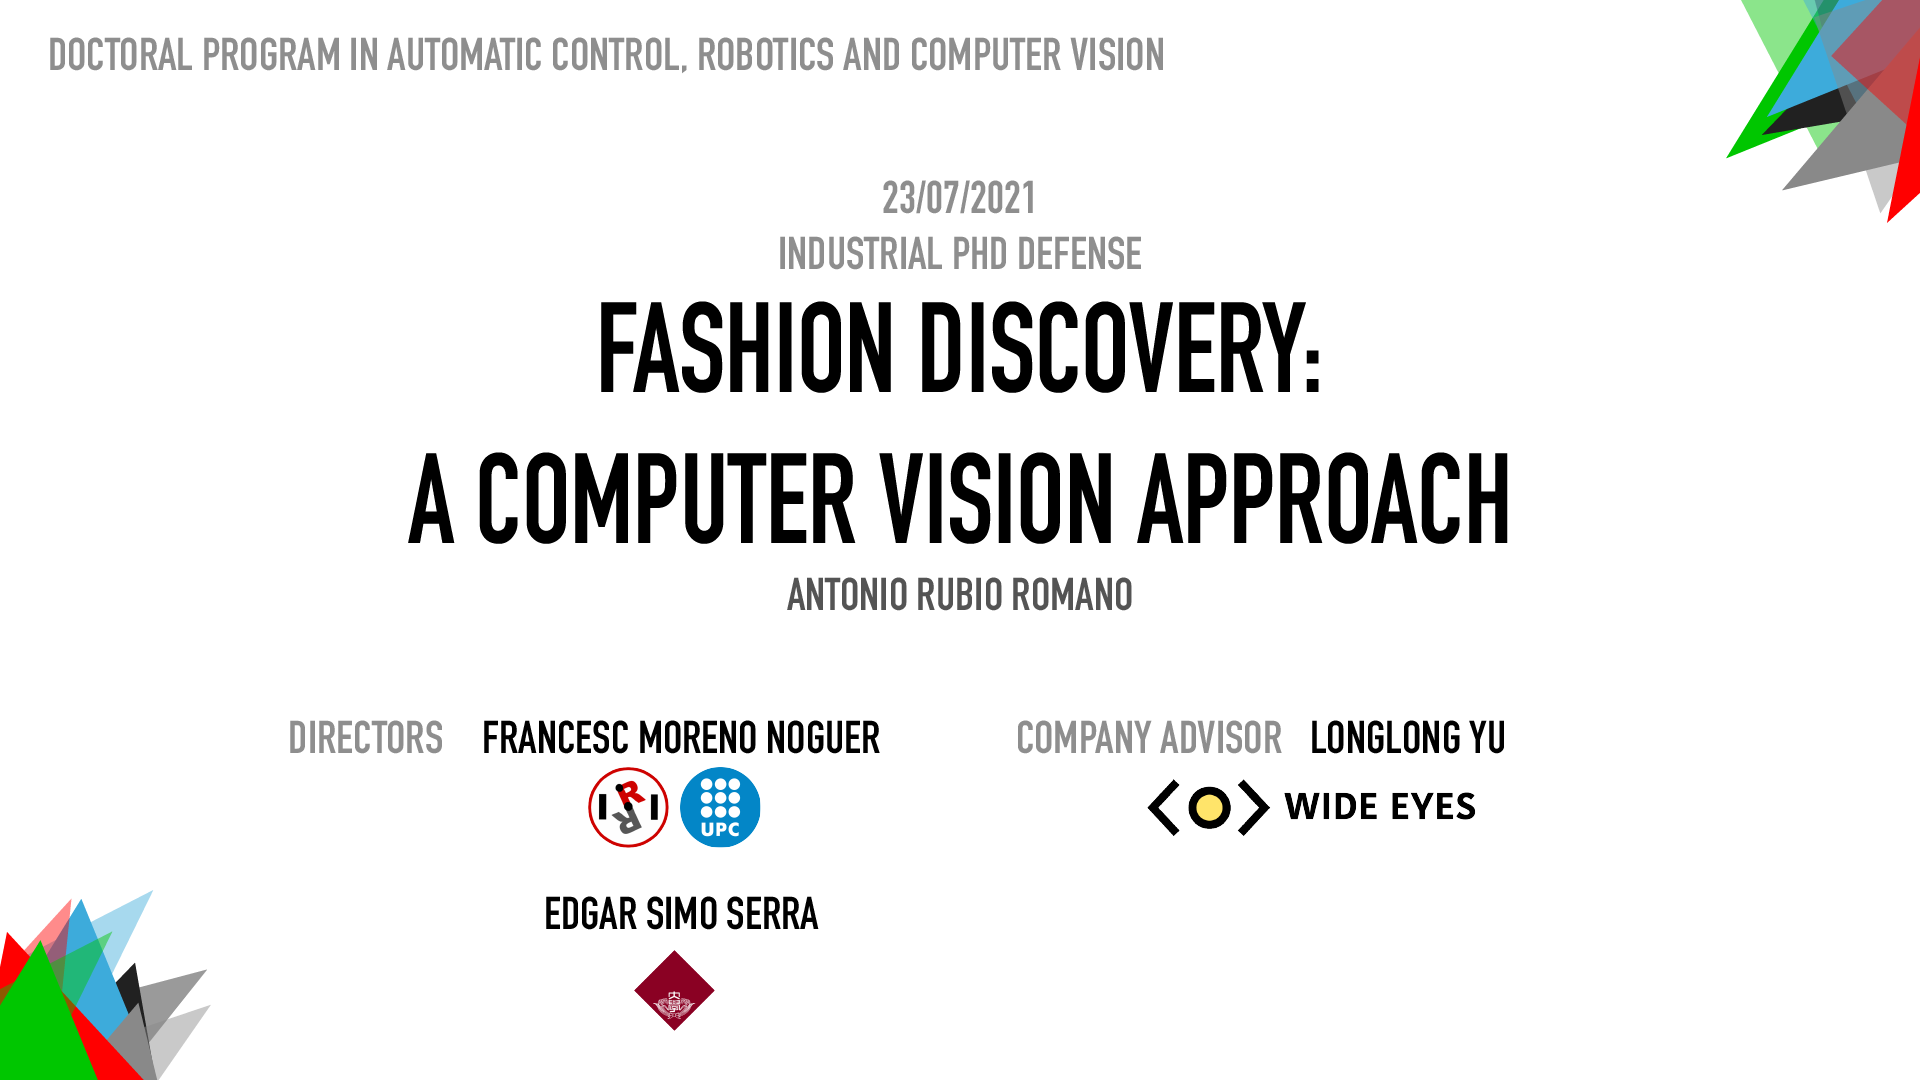 DOCTORAL PROGRAM IN AUTOMATIC CONTROL, ROBOTICS AND COMPUTER VISION
23/07/2021
INDUSTRIAL PHD DEFENSE
FASHION DISCOVERY:
A COMPUTER VISION APPROACH
ANTONIO RUBIO ROMANO
DIRECTORS FRANCESC MORENO NOGUER
IRI
UPC
EDGAR SIMO SERRA
COMPANY ADVISOR LONGLONG YU
WIDE EYES